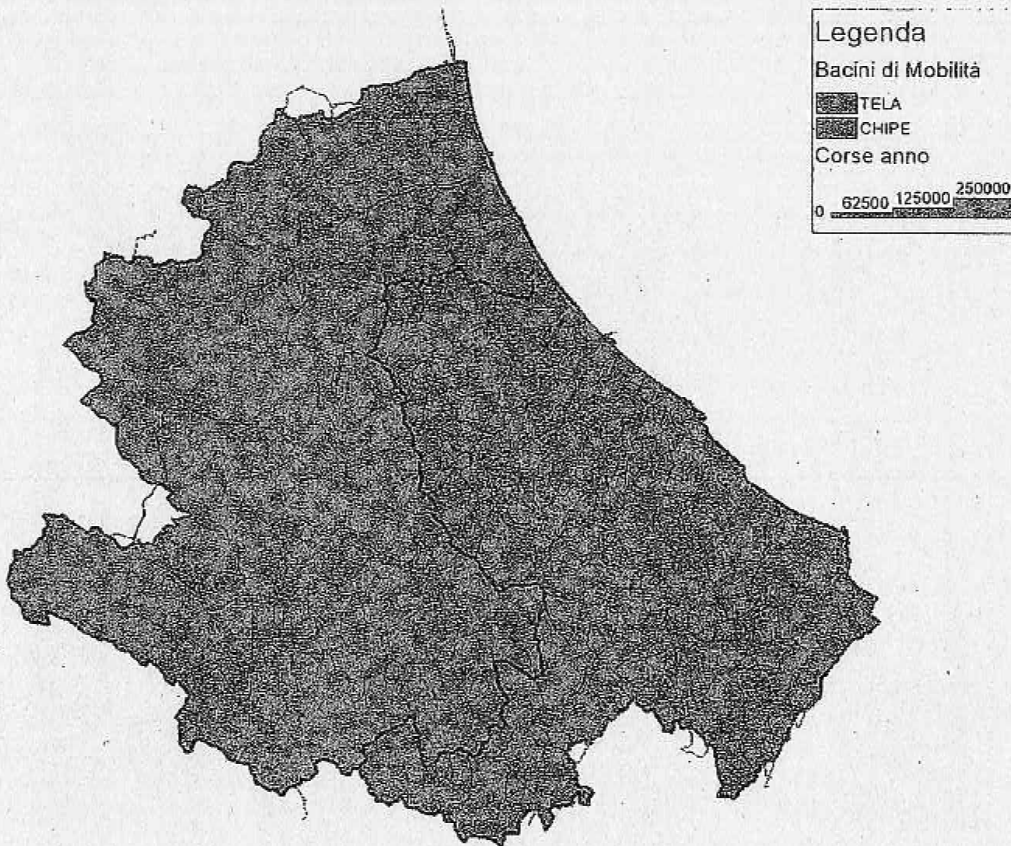 Legenda
Bacini di Mobilità
TELA
CHIPE
Corse anno
0 62500 125000 250000